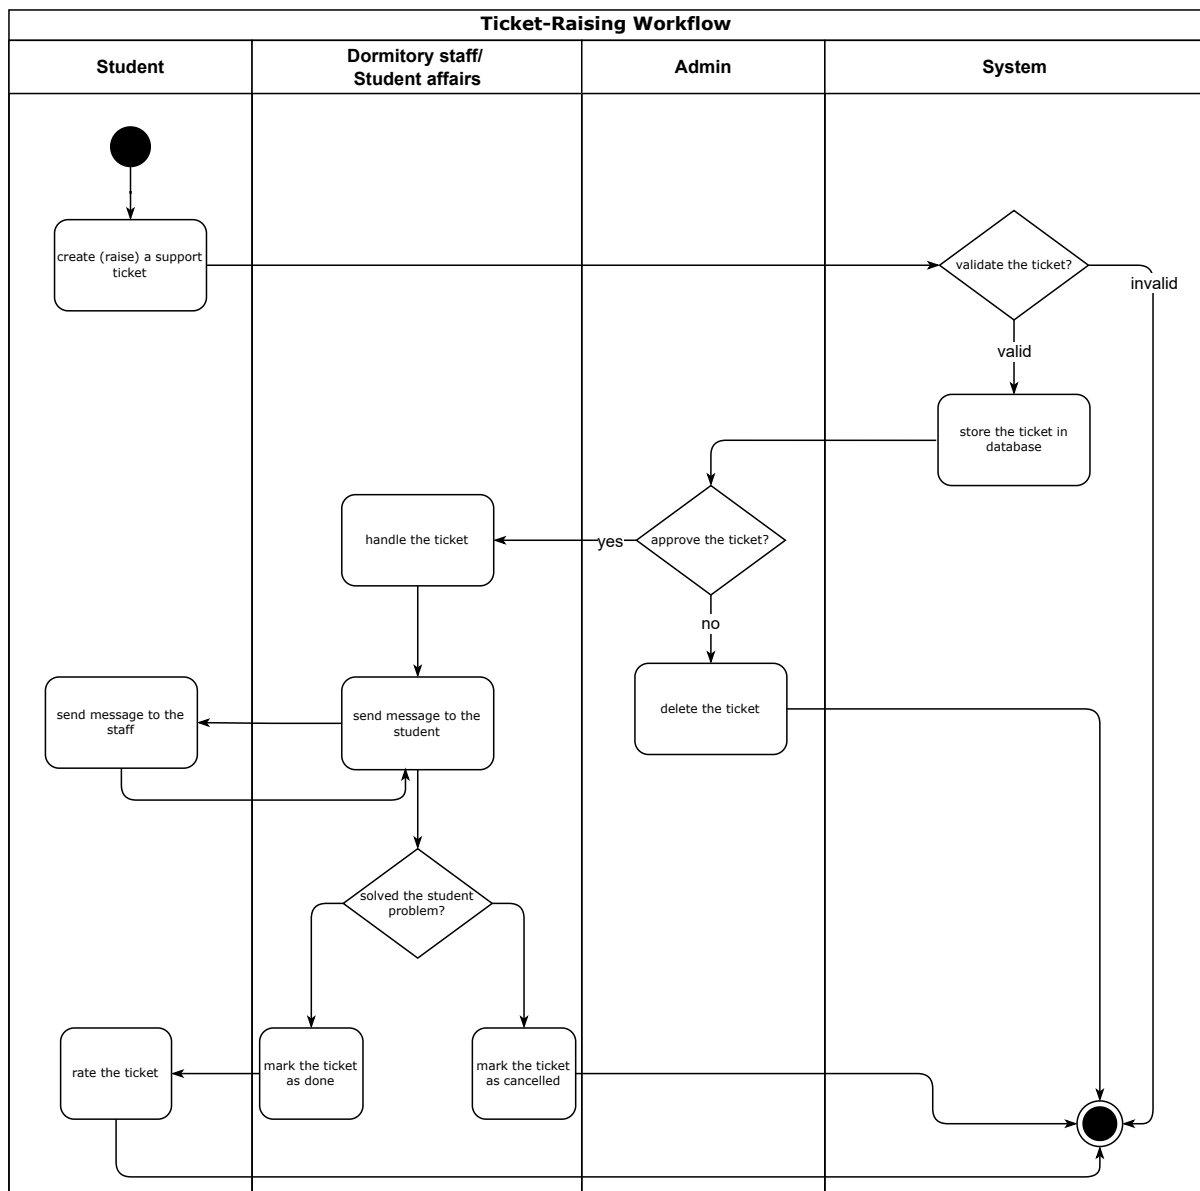 Ticket-Raising Workflow
Student
Dormitory staff/
Student affairs
Admin
System
create (raise) a support
ticket
validate the ticket?
invalid
valid
store the ticket in
database
handle the ticket
yes
approve the ticket?
no
send message to the
staff
send message to the
student
delete the ticket
solved the student
problem?
rate the ticket
mark the ticket
as done
mark the ticket
as cancelled